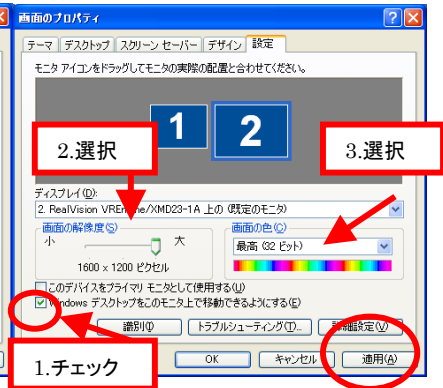 画面のプロパティ
テーマ デスクトップ スクリーン セーバー デザイン 設定
モニタ アイコンをドラッグしてモニタの実際の配置と合わせてください。
1 2
2.選択
3.選択
ディスプレイ(D):
2. RealVision VREngine/XMD23-1A 上の (既定のモニタ)
画面の解像度(S)
小 大
1600 x 1200 ピクセル
画面の色(C)
最高 (32 ビット)
このデバイスをプライマリ モニタとして使用する(U)
Windows デスクトップをこのモニタ上で移動できるようにする(E)
識別(I) トラブルシューティング(T)... 詳細設定(V)
1.チェック
OK キャンセル 適用(A)